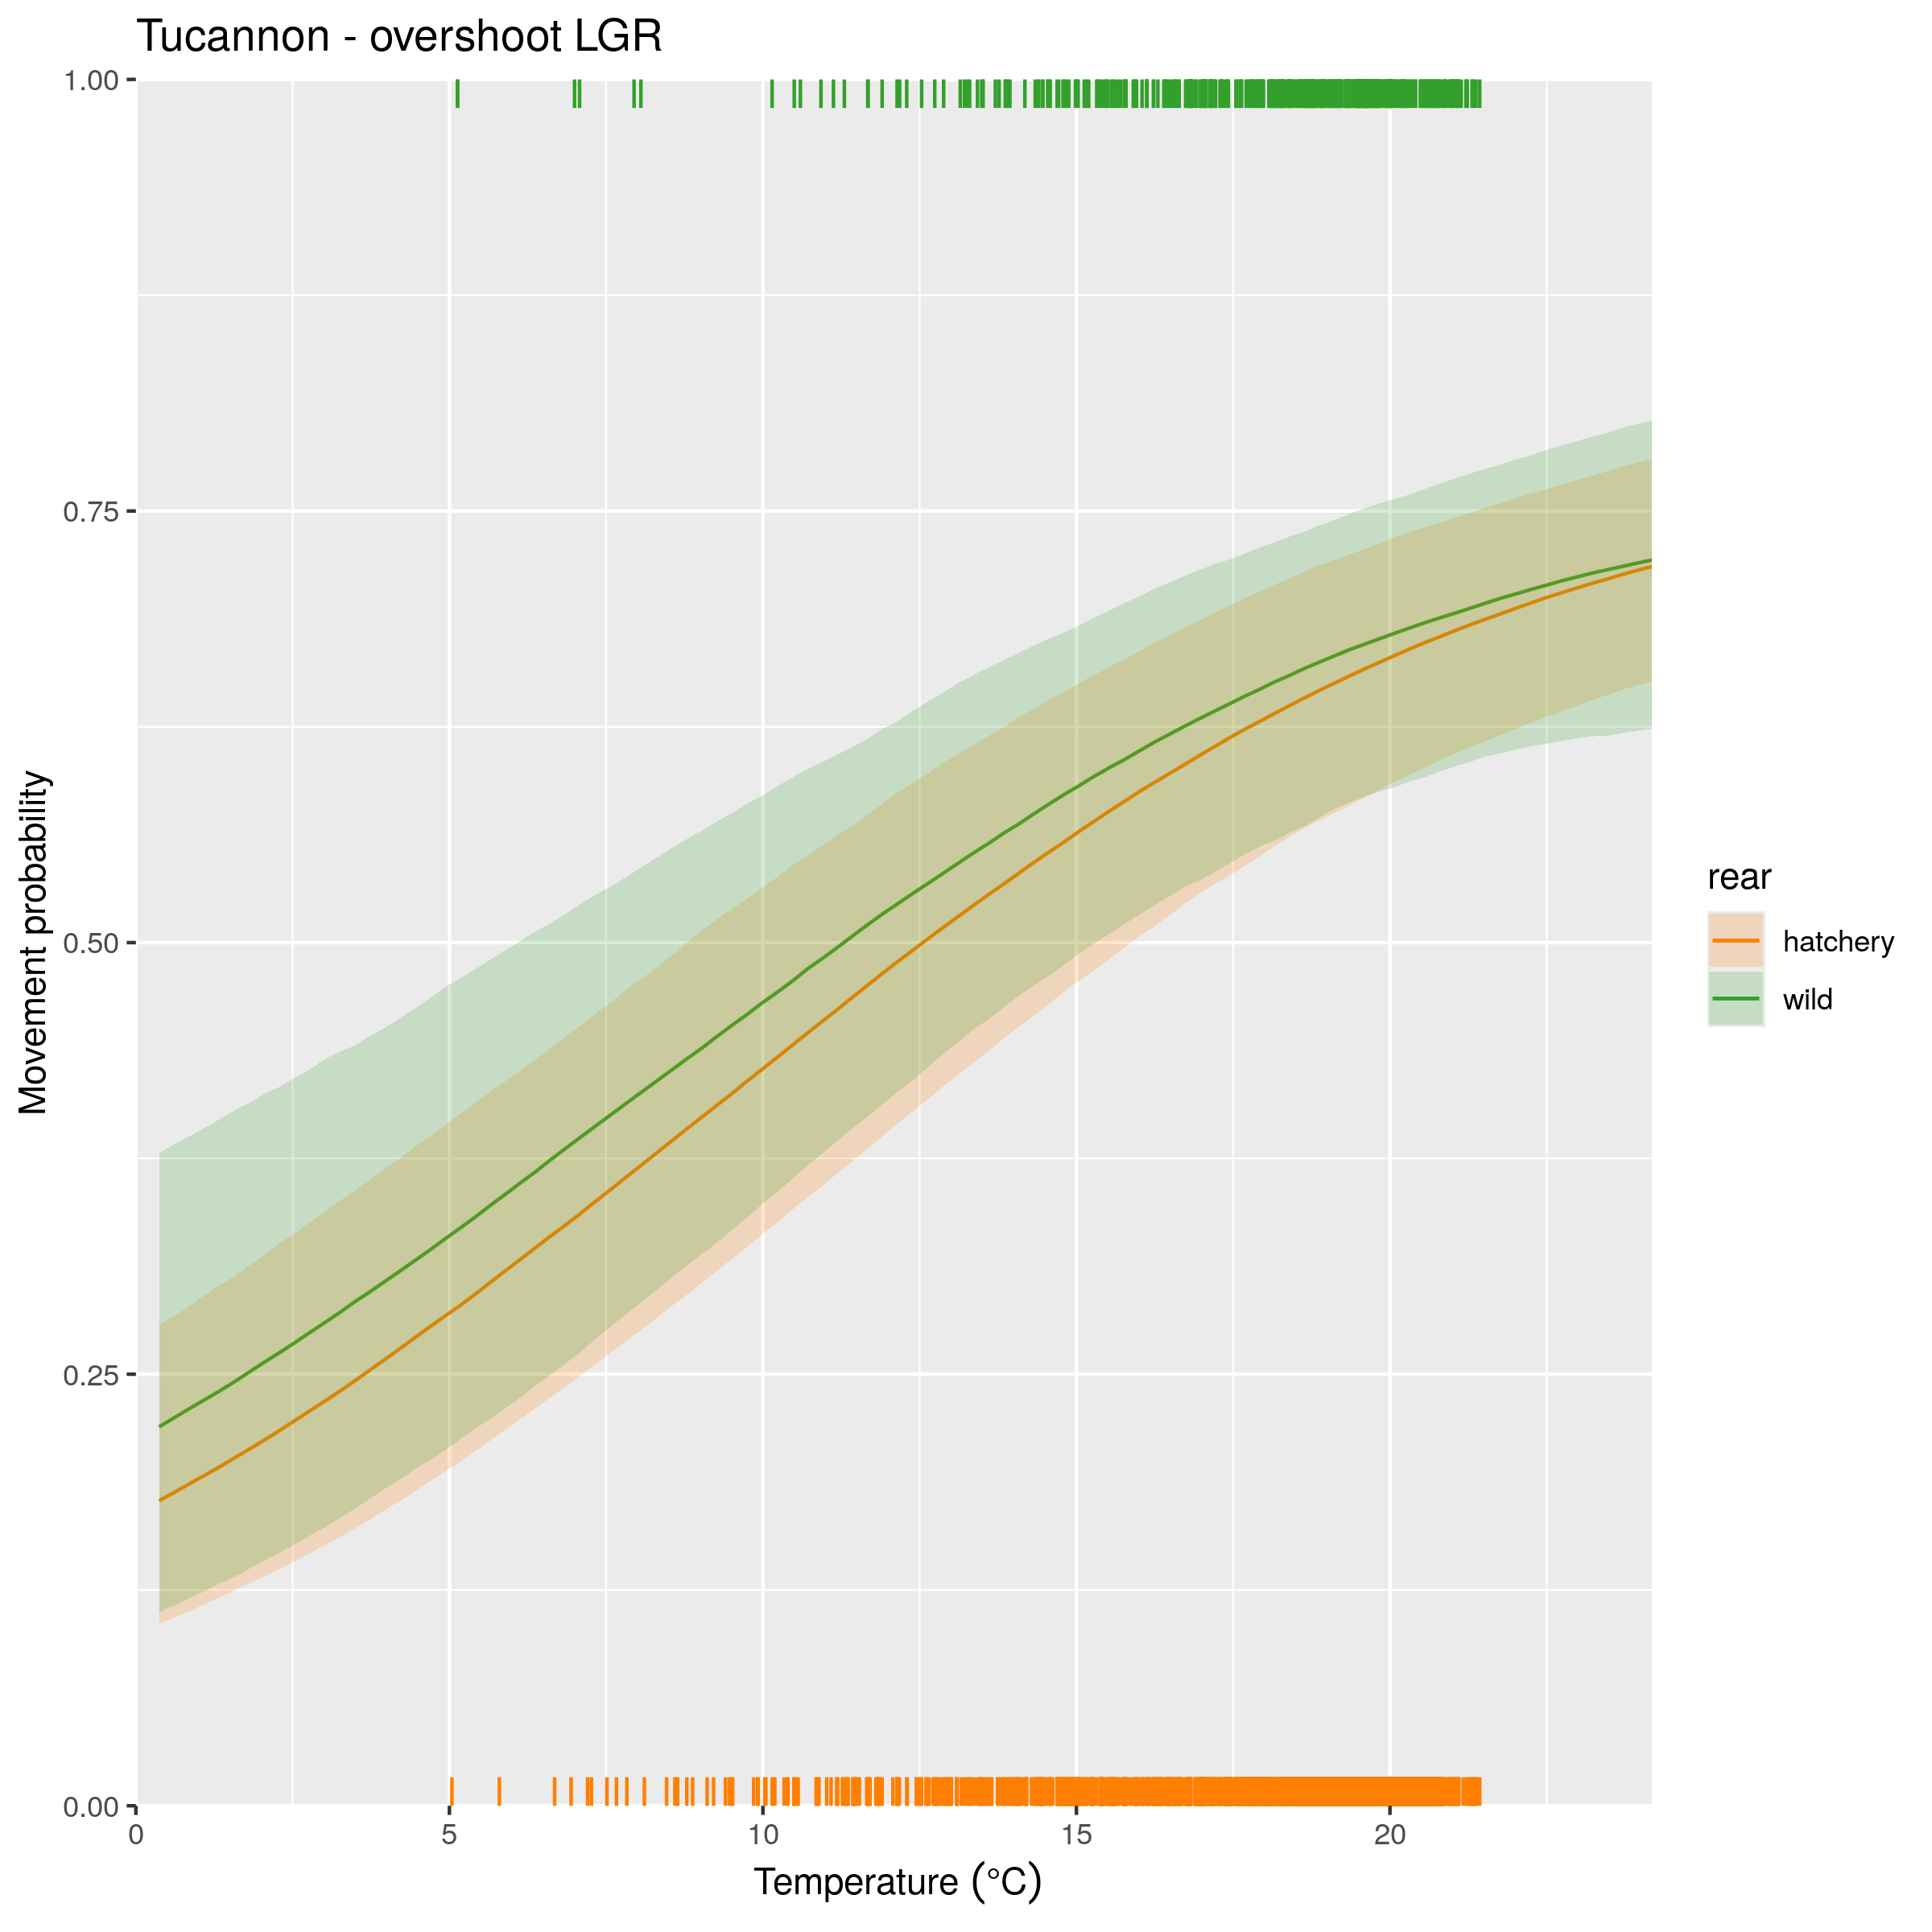 Tucannon - overshoot LGR
1.00
0.75
0.50
0.25
0.00
Movement probability
0 5 10 15 20
Temperature (°C)
rear
hatchery
wild